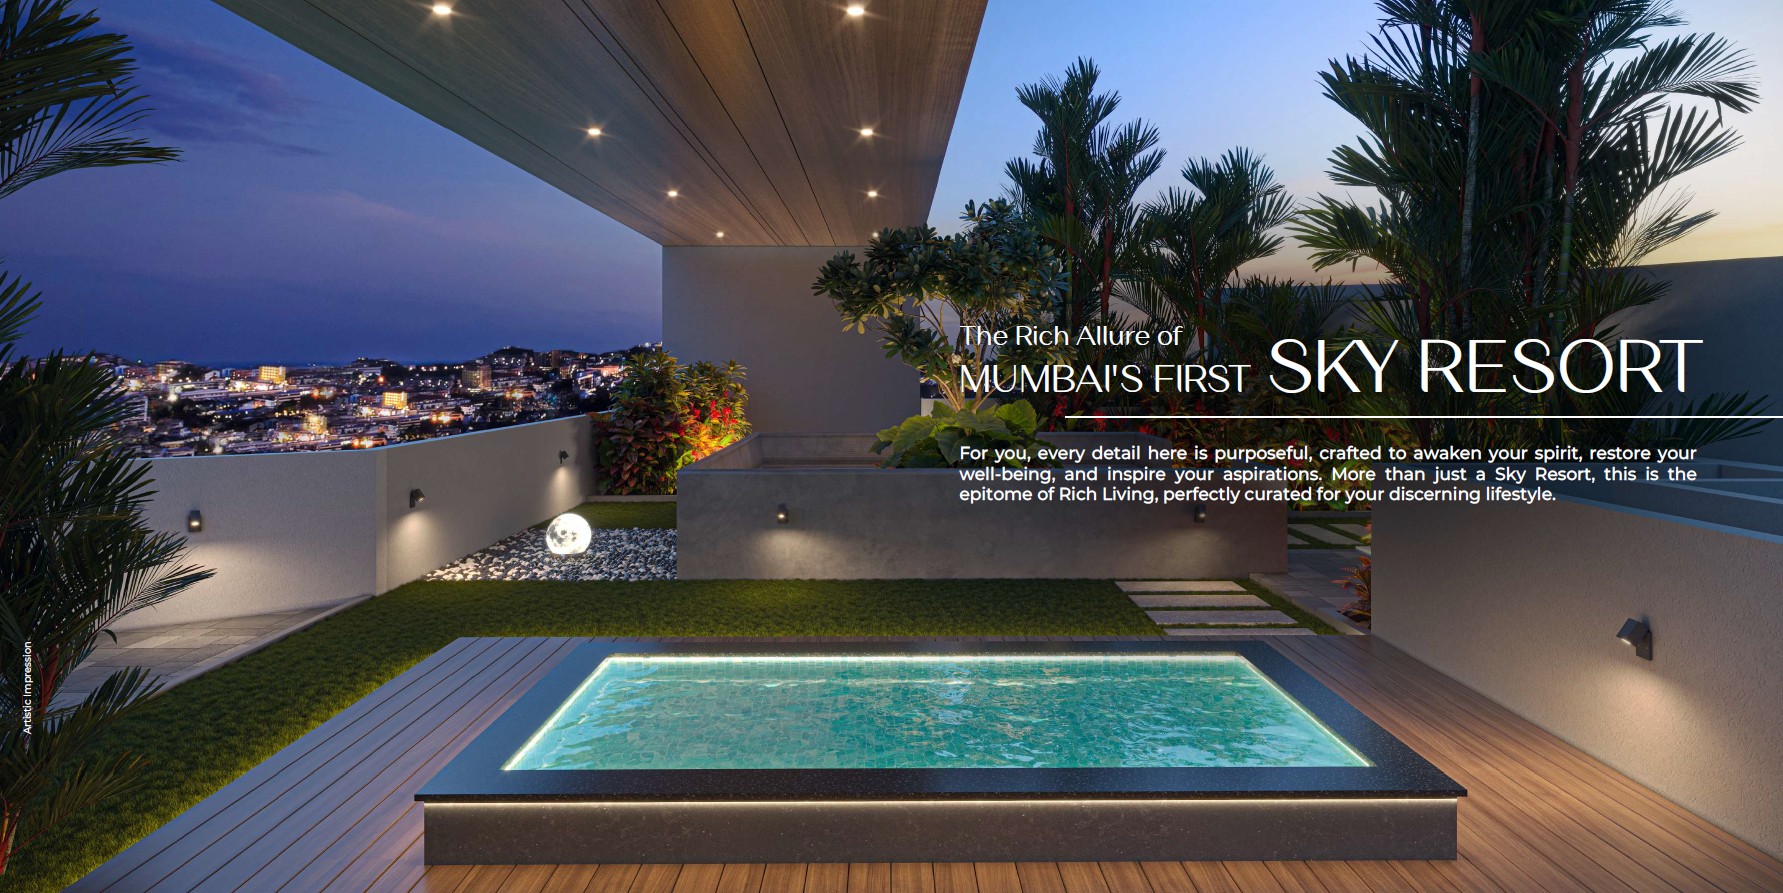 The Rich Allure of
MUMBAI'S FIRST SKY RESORT
For you, every detail here is purposeful, crafted to awaken your spirit, restore your
well-being, and inspire your aspirations. More than just a Sky Resort, this is the
epitome of Rich Living, perfectly curated for your discerning lifestyle.
Artistic Impression